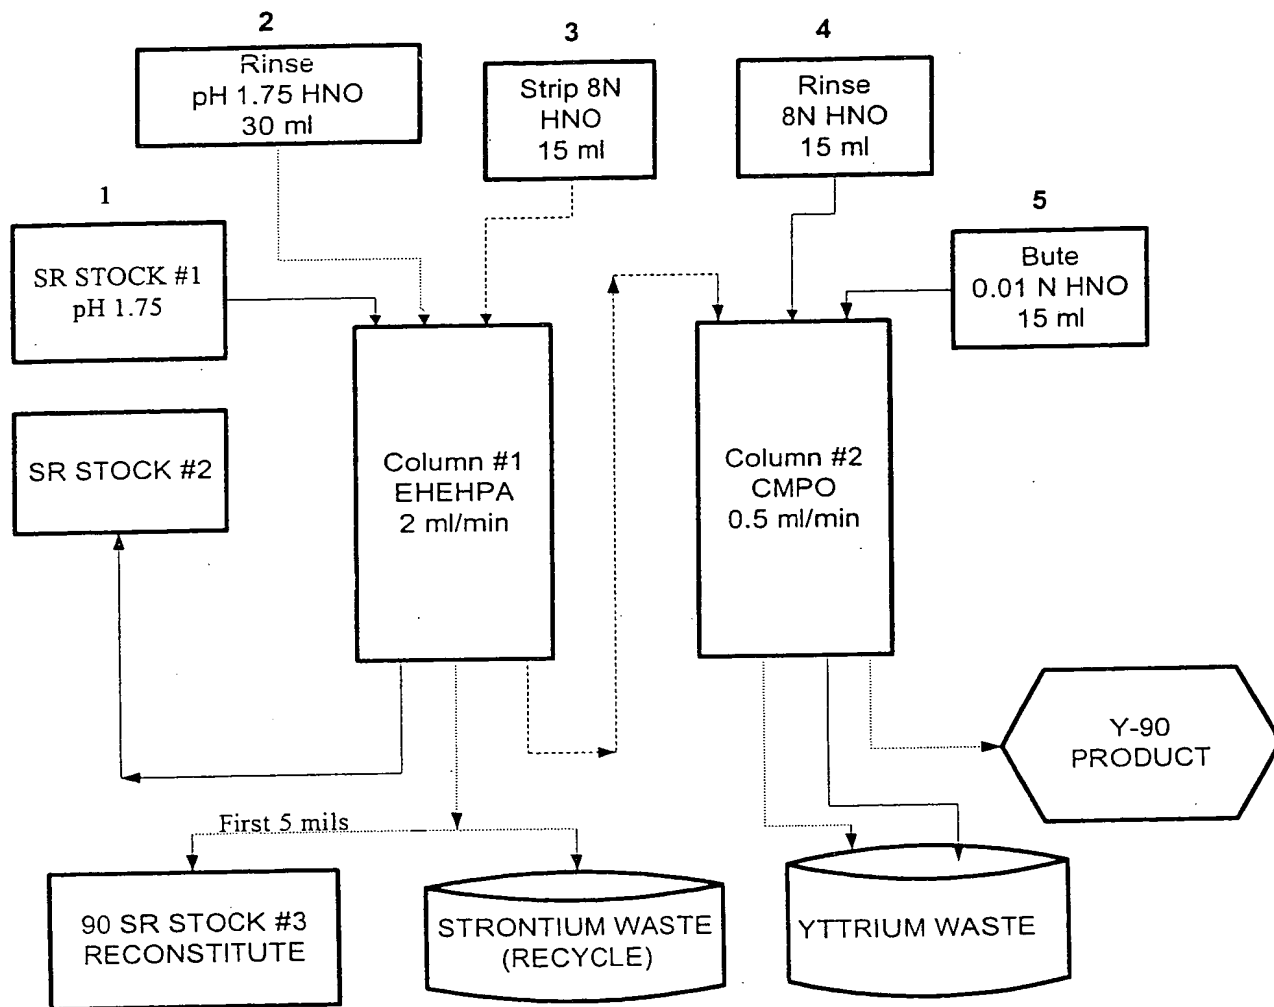 2
Rinse
pH 1.75 HNO
30 ml
3
Strip 8N
HNO
15 ml
4
Rinse
8N HNO
15 ml
1
SR STOCK #1
pH 1.75
5
Bute
0.01 N HNO
15 ml
SR STOCK #2
Column #1
EHEHPA
2 ml/min
Column #2
CMPO
0.5 ml/min
Y-90
PRODUCT
First 5 mils
90 SR STOCK #3
RECONSTITUTE
STRONTIUM WASTE
(RECYCLE)
YTTRIUM WASTE